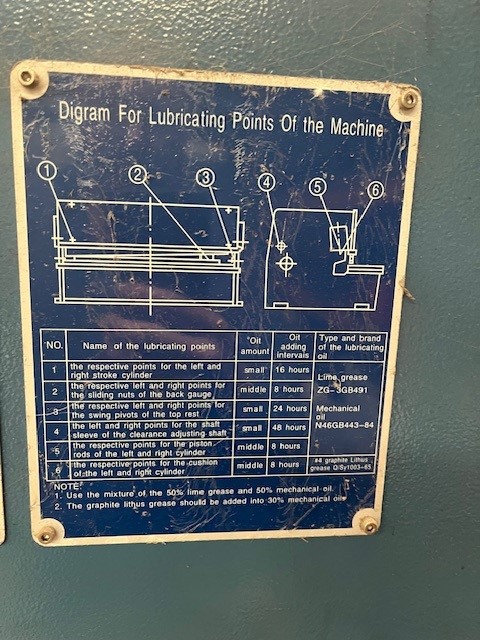 Digram For Lubricating Points Of the Machine
1 2 3 4 5 6
NO. Name of the lubricating points Oit amount Oit adding intervais Type and brand of the lubricating oil
1 the respective points for the left and right stroke cylinder small 16 hours
2 the respective left and right points for the sliding nuts of the back gauge middle 8 hours
3 the respective left and right points for the swing pivots of the top rest small 24 hours
4 the left and right points for the shaft sleeve of the clearance adjusting shaft small 48 hours
5 the respective points for the piston rods of the left and right cylinder middle 8 hours
6 the respective points for the cushion of the left and right cylinder middle 8 hours
Lime grease
ZG-3GB491
Mechanical
oil
N46GB443-84
#4 graphite Lithus
grease Q/Sy1003-65
NOTE:
1. Use the mixture of the 50% lime grease and 50% mechanical oil.
2. The graphite lithus grease should be added into 30% mechanical oil.